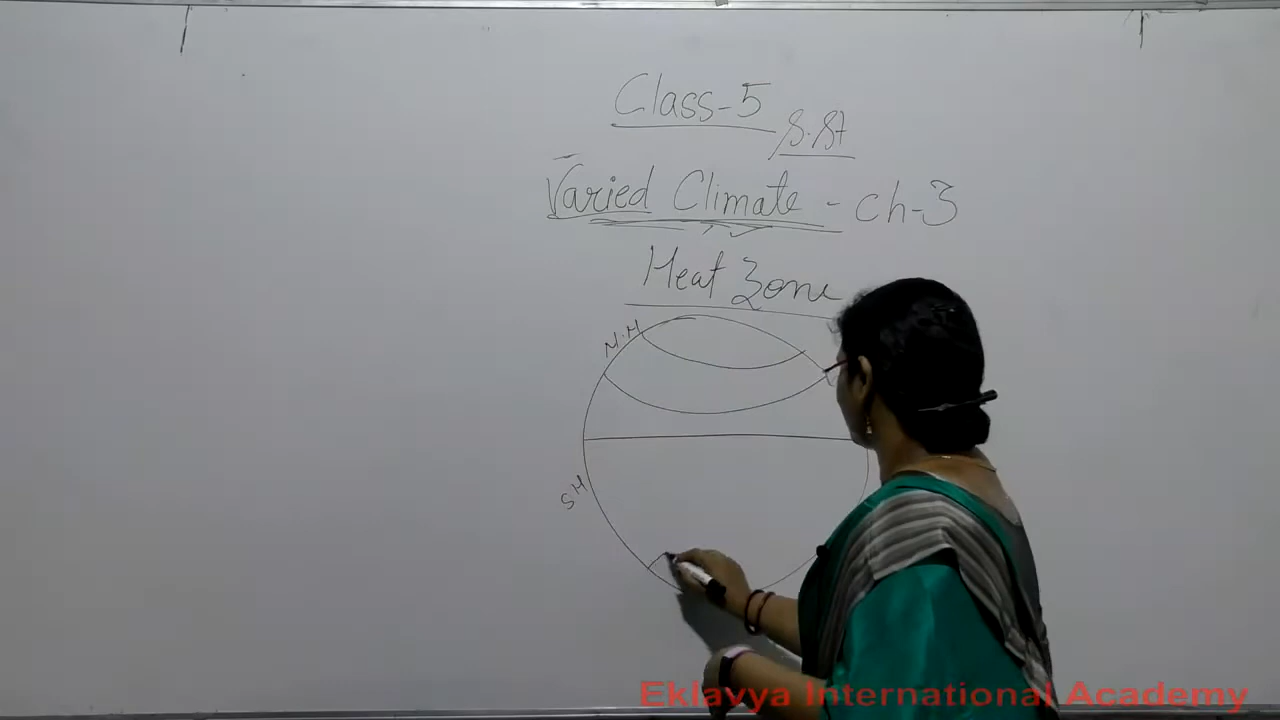 Class-5
S.St
Varied Climate - Ch-3
Heat Zone
N.H
S H
Eklavya International Academy